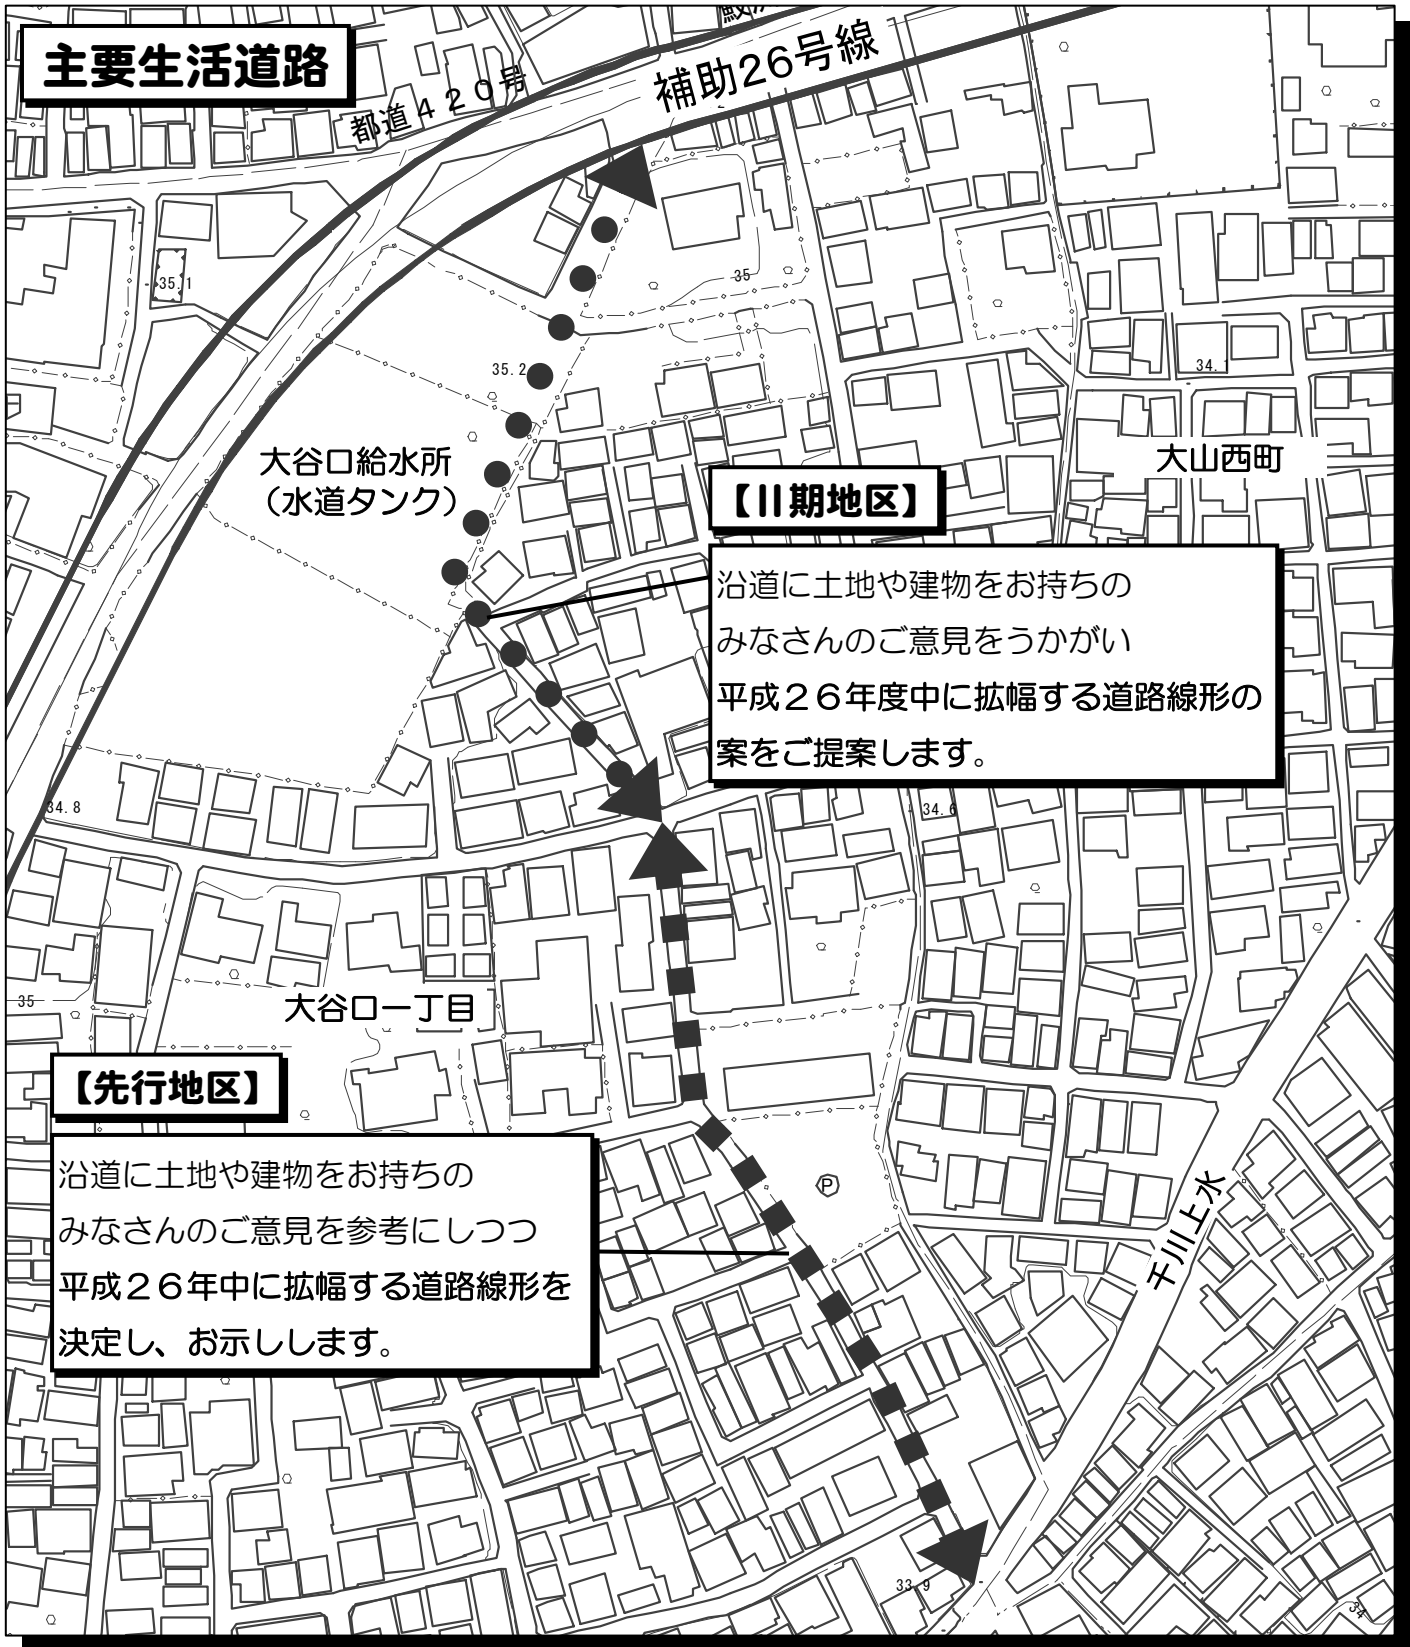 主要生活道路
都道４２０号
補助26号線
35.1
35
35.2
34.1
大谷口給水所
（水道タンク）
大山西町
【Ⅱ期地区】
沿道に土地や建物をお持ちの
みなさんのご意見をうかがい
平成２６年度中に拡幅する道路線形の
案をご提案します。
34.8
34.6
35
大谷口一丁目
【先行地区】
沿道に土地や建物をお持ちの
みなさんのご意見を参考にしつつ
平成２６年中に拡幅する道路線形を
決定し、お示しします。
P
千川上水
33.9
34